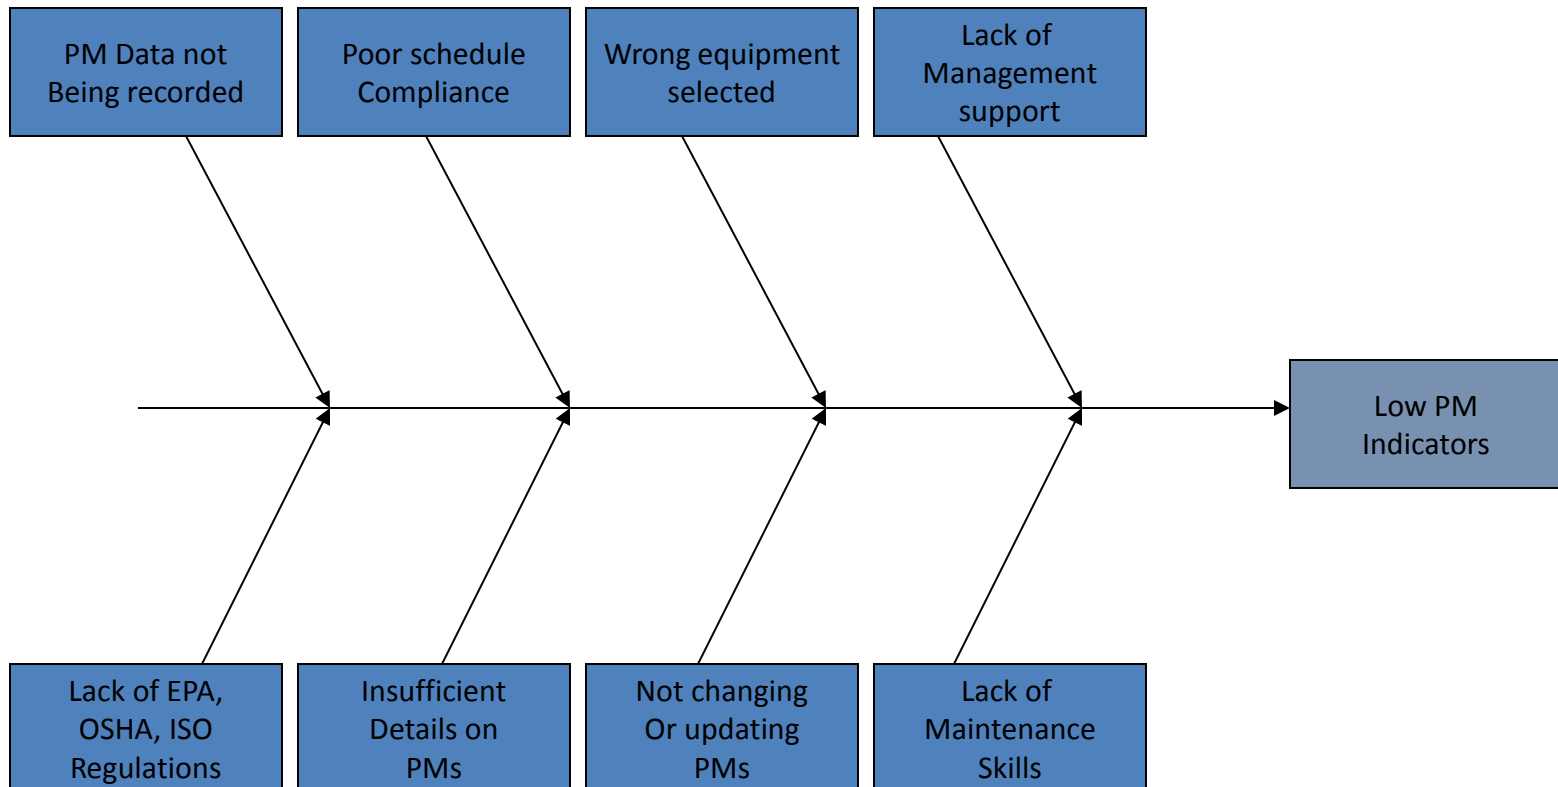 PM Data not
Being recorded
Poor schedule
Compliance
Wrong equipment
selected
Lack of
Management
support
Low PM
Indicators
Lack of EPA,
OSHA, ISO
Regulations
Insufficient
Details on
PMs
Not changing
Or updating
PMs
Lack of
Maintenance
Skills